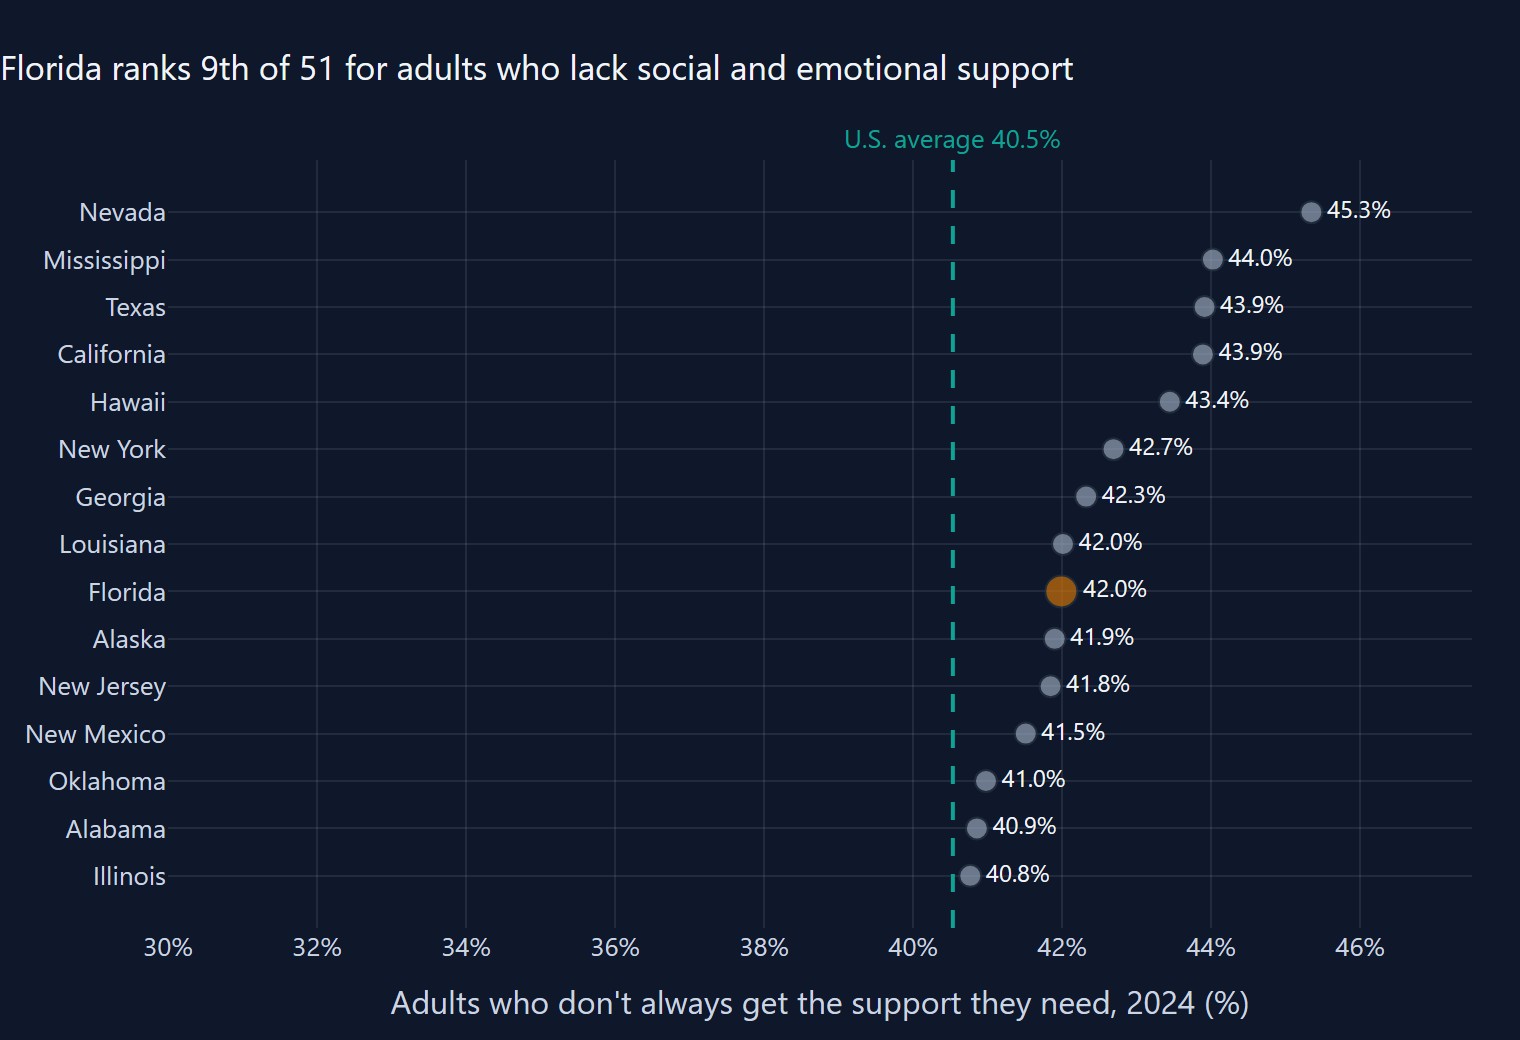 Florida ranks 9th of 51 for adults who lack social and emotional support
U.S. average 40.5%
Nevada 45.3%
Mississippi 44.0%
Texas 43.9%
California 43.9%
Hawaii 43.4%
New York 42.7%
Georgia 42.3%
Louisiana 42.0%
Florida 42.0%
Alaska 41.9%
New Jersey 41.8%
New Mexico 41.5%
Oklahoma 41.0%
Alabama 40.9%
Illinois 40.8%
30% 32% 34% 36% 38% 40% 42% 44% 46%
Adults who don't always get the support they need, 2024 (%)